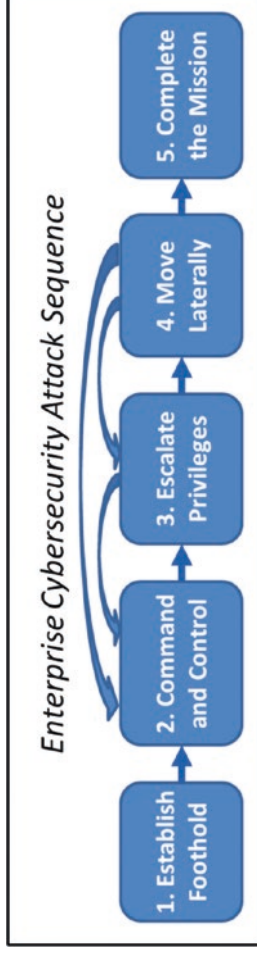 Enterprise Cybersecurity Attack Sequence
1. Establish
Foothold
2. Command
and Control
3. Escalate
Privileges
4. Move
Laterally
5. Complete
the Mission